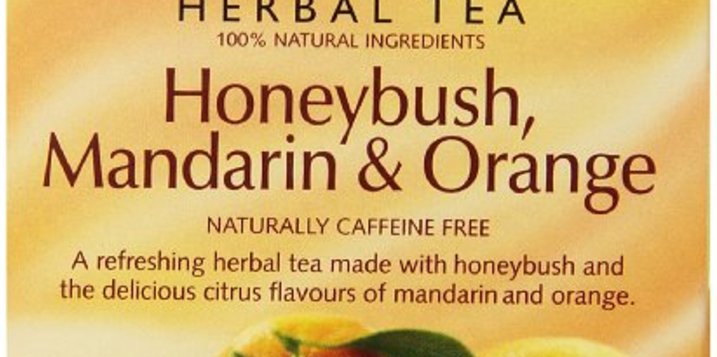 HERBAL TEA
100% NATURAL INGREDIENTS
Honeybush,
Mandarin & Orange
NATURALLY CAFFEINE FREE
A refreshing herbal tea made with honeybush and
the delicious citrus flavours of mandarin and orange.